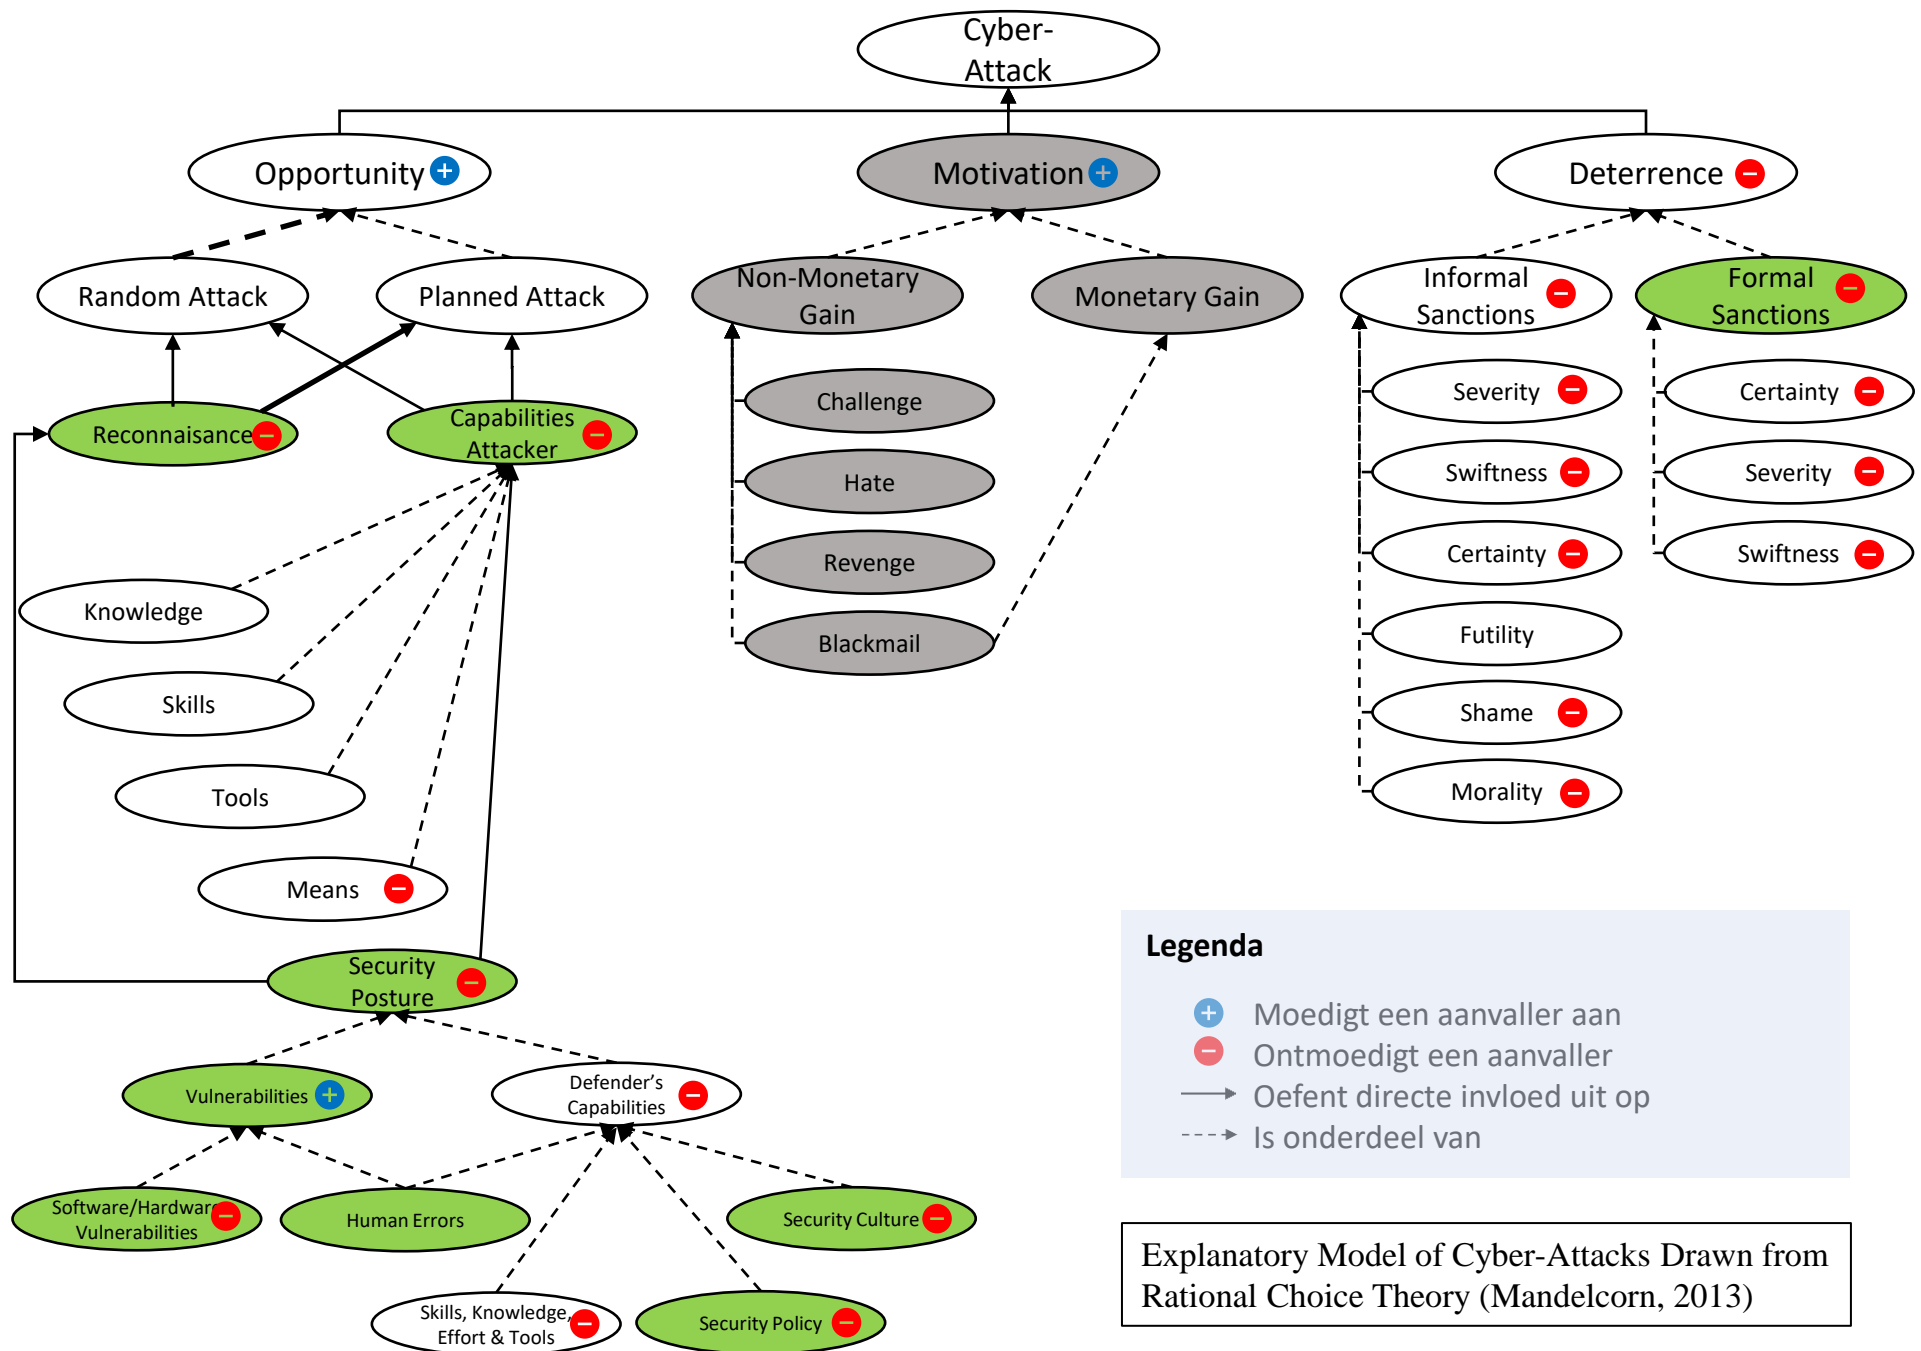 Cyber-
Attack
Opportunity
Motivation
Deterrence
Random Attack
Planned Attack
Non-Monetary
Gain
Monetary Gain
Informal
Sanctions
Formal
Sanctions
Reconnaisance
Capabilities
Attacker
Challenge
Hate
Revenge
Blackmail
Severity
Swiftness
Certainty
Futility
Shame
Morality
Certainty
Severity
Swiftness
Knowledge
Skills
Tools
Means
Security
Posture
Vulnerabilities
Defender's
Capabilities
Software/Hardware
Vulnerabilities
Human Errors
Security Culture
Skills, Knowledge,
Effort & Tools
Security Policy
Legenda
Moedigt een aanvaller aan
Ontmoedigt een aanvaller
Oefent directe invloed uit op
Is onderdeel van
Explanatory Model of Cyber-Attacks Drawn from
Rational Choice Theory (Mandelcorn, 2013)